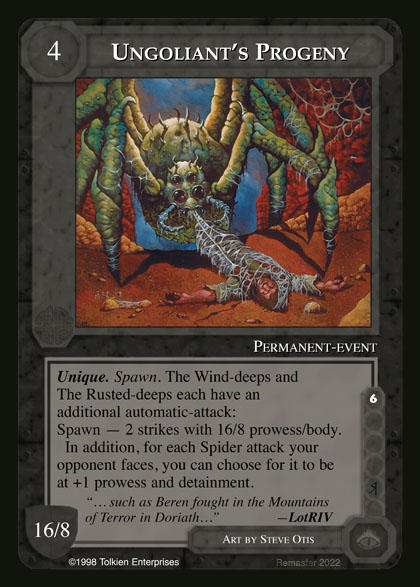 4
UNGOLIANT'S PROGENY
PERMANENT-EVENT
Unique. Spawn. The Wind-deeps and
The Rusted-deeps each have an
additional automatic-attack:
Spawn — 2 strikes with 16/8 prowess/body.
In addition, for each Spider attack your
opponent faces, you can choose for it to be
at +1 prowess and detainment.
6
“… such as Beren fought in the Mountains
of Terror in Doriath…” —LotRIV
16/8
ART BY STEVE OTIS
©1998 Tolkien Enterprises
Remaster 2022